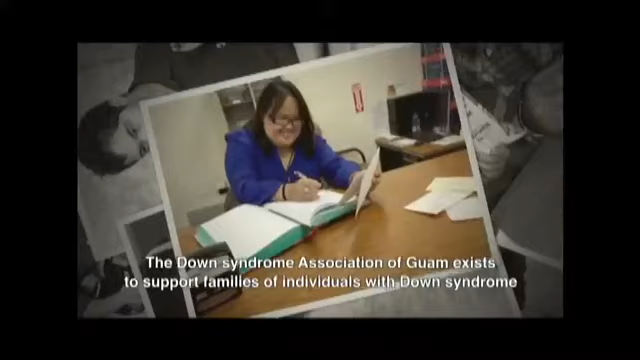 The Down syndrome Association of Guam exists
to support families of individuals with Down syndrome